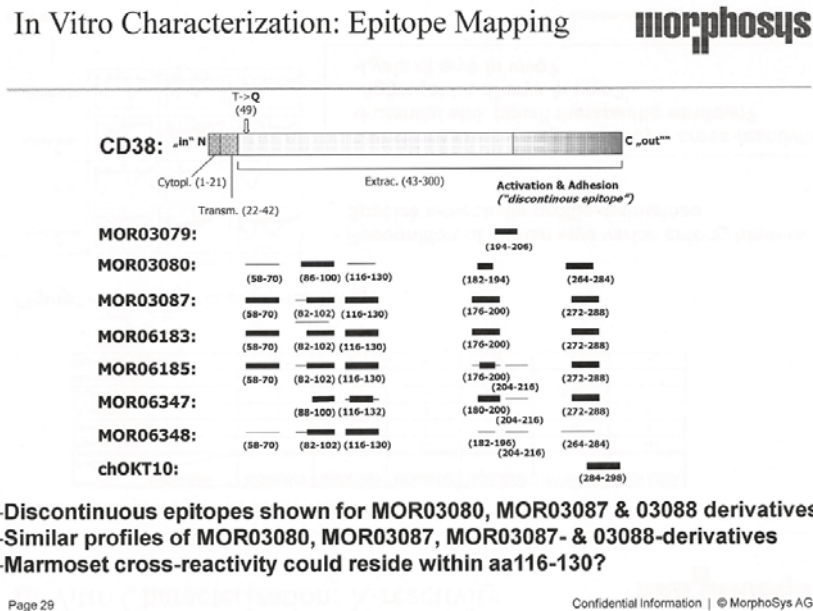 In Vitro Characterization: Epitope Mapping
morphosys
T->Q
(49)
CD38: „in" N
C „out""
Cytopl. (1-21)
Extrac. (43-300)
Activation & Adhesion
("discontinous epitope")
Transm. (22-42)
MOR03079:
(194-206)
MOR03080:
(58-70) (86-100) (116-130) (182-194) (264-284)
MOR03087:
(58-70) (82-102) (116-130) (176-200) (272-288)
MOR06183:
(58-70) (82-102) (116-130) (176-200) (272-288)
MOR06185:
(58-70) (82-102) (116-130) (176-200) (272-288)
(204-216)
MOR06347:
(88-100) (116-132) (180-200) (272-288)
(204-216)
MOR06348:
(58-70) (82-102) (116-130) (182-196) (264-284)
(204-216)
chOKT10:
(284-298)
-Discontinuous epitopes shown for MOR03080, MOR03087 & 03088 derivatives
-Similar profiles of MOR03080, MOR03087, MOR03087- & 03088-derivatives
-Marmoset cross-reactivity could reside within aa116-130?
Page 29
Confidential Information | © MorphoSys AG